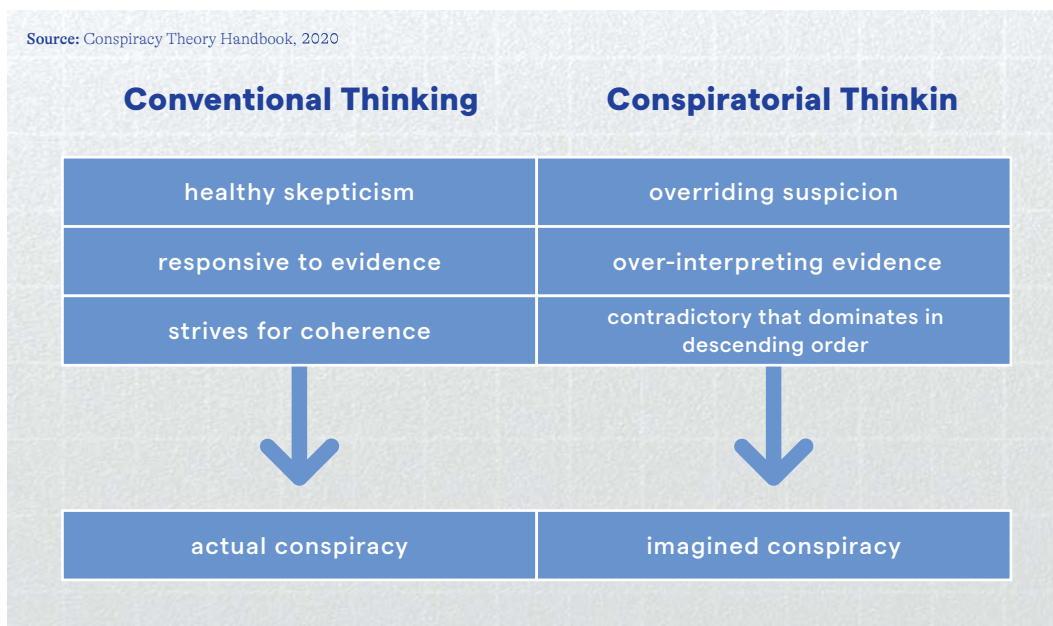 Source: Conspiracy Theory Handbook, 2020
Conventional Thinking
Conspiratorial Thinkin
healthy skepticism
overriding suspicion
responsive to evidence
over-interpreting evidence
strives for coherence
contradictory that dominates in
descending order
actual conspiracy
imagined conspiracy